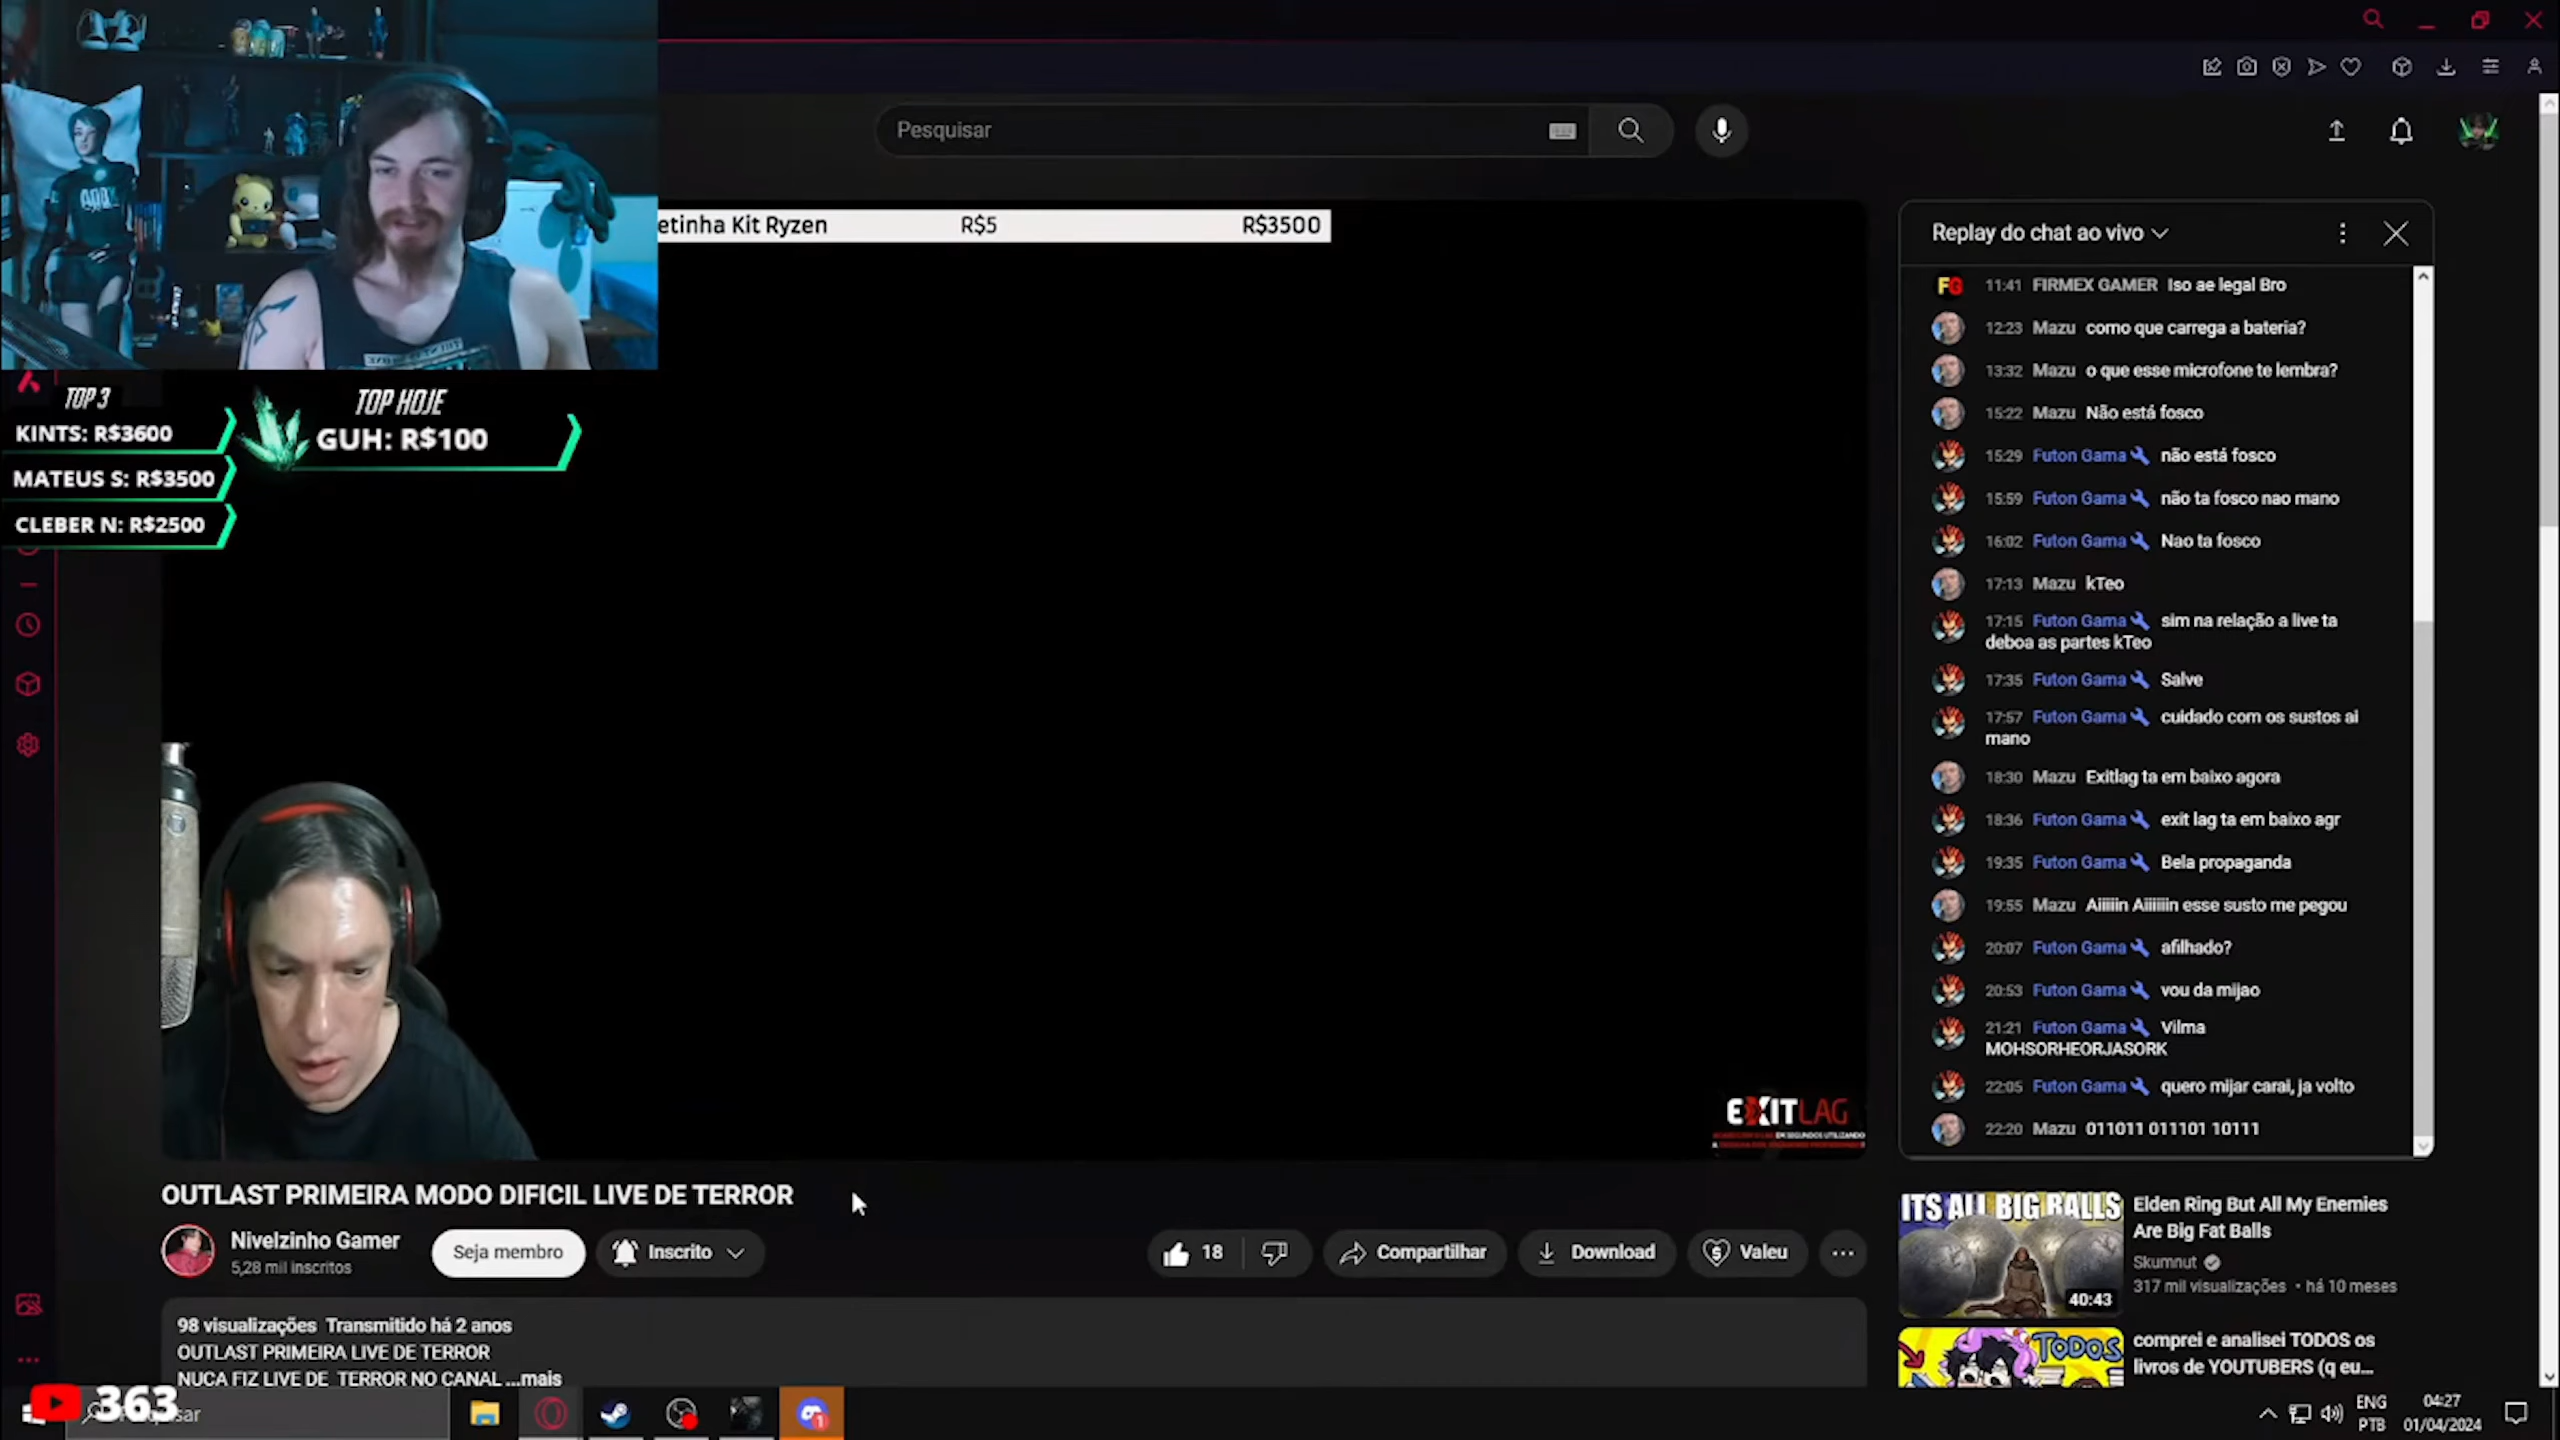 Pesquisar
etinha Kit Ryzen R$5 R$3500
TOP 3
KINTS: R$3600
MATEUS S: R$3500
CLEBER N: R$2500
TOP HOJE
GUH: R$100
Replay do chat ao vivo
FG 11:41 FIRMEX GAMER Iso ae legal Bro
12:23 Mazu como que carrega a bateria?
13:32 Mazu o que esse microfone te lembra?
15:22 Mazu Não está fosco
15:29 Futon Gama não está fosco
15:59 Futon Gama não ta fosco nao mano
16:02 Futon Gama Nao ta fosco
17:13 Mazu kTeo
17:15 Futon Gama sim na relação a live ta
deboa as partes kTeo
17:35 Futon Gama Salve
17:57 Futon Gama cuidado com os sustos ai
mano
18:30 Mazu Exitlag ta em baixo agora
18:36 Futon Gama exit lag ta em baixo agr
19:35 Futon Gama Bela propaganda
19:55 Mazu Aiiiiin Aiiiiiin esse susto me pegou
20:07 Futon Gama afilhado?
20:53 Futon Gama vou da mijao
21:21 Futon Gama Vilma
MOHSORHEORJASORK
22:05 Futon Gama quero mijar carai, ja volto
22:20 Mazu 011011 011101 10111
EXITLAG
OUTLAST PRIMEIRA MODO DIFICIL LIVE DE TERROR
Nivelzinho Gamer
5,28 mil inscritos
Seja membro
Inscrito
18
Compartilhar
Download
Valeu
98 visualizações Transmitido há 2 anos
OUTLAST PRIMEIRA LIVE DE TERROR
NUCA FIZ LIVE DE TERROR NO CANAL ...mais
ITS ALL BIG BALLS
40:43
Elden Ring But All My Enemies
Are Big Fat Balls
Skumnut
317 mil visualizações • há 10 meses
TODOS
comprei e analisei TODOS os
livros de YOUTUBERS (q eu...
363
sar
1
ENG
PTB
04:27
01/04/2024